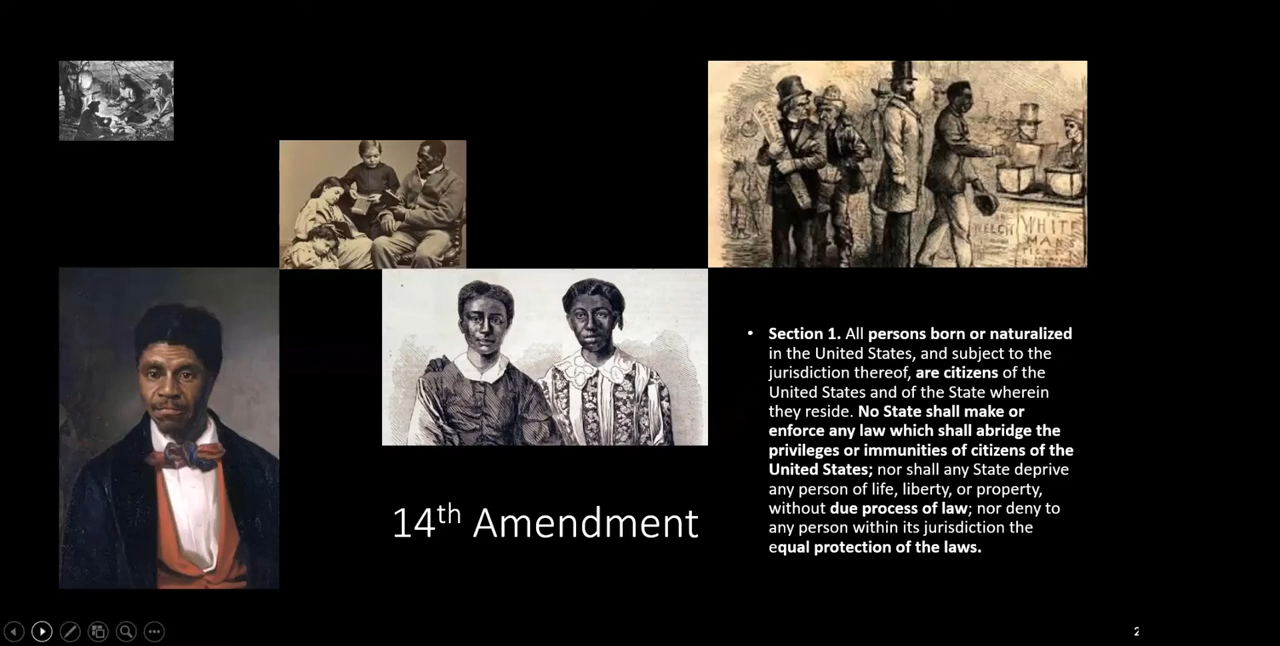 WHITE
MAN'S
14th Amendment
• Section 1. All persons born or naturalized
in the United States, and subject to the
jurisdiction thereof, are citizens of the
United States and of the State wherein
they reside. No State shall make or
enforce any law which shall abridge the
privileges or immunities of citizens of the
United States; nor shall any State deprive
any person of life, liberty, or property,
without due process of law; nor deny to
any person within its jurisdiction the
equal protection of the laws.